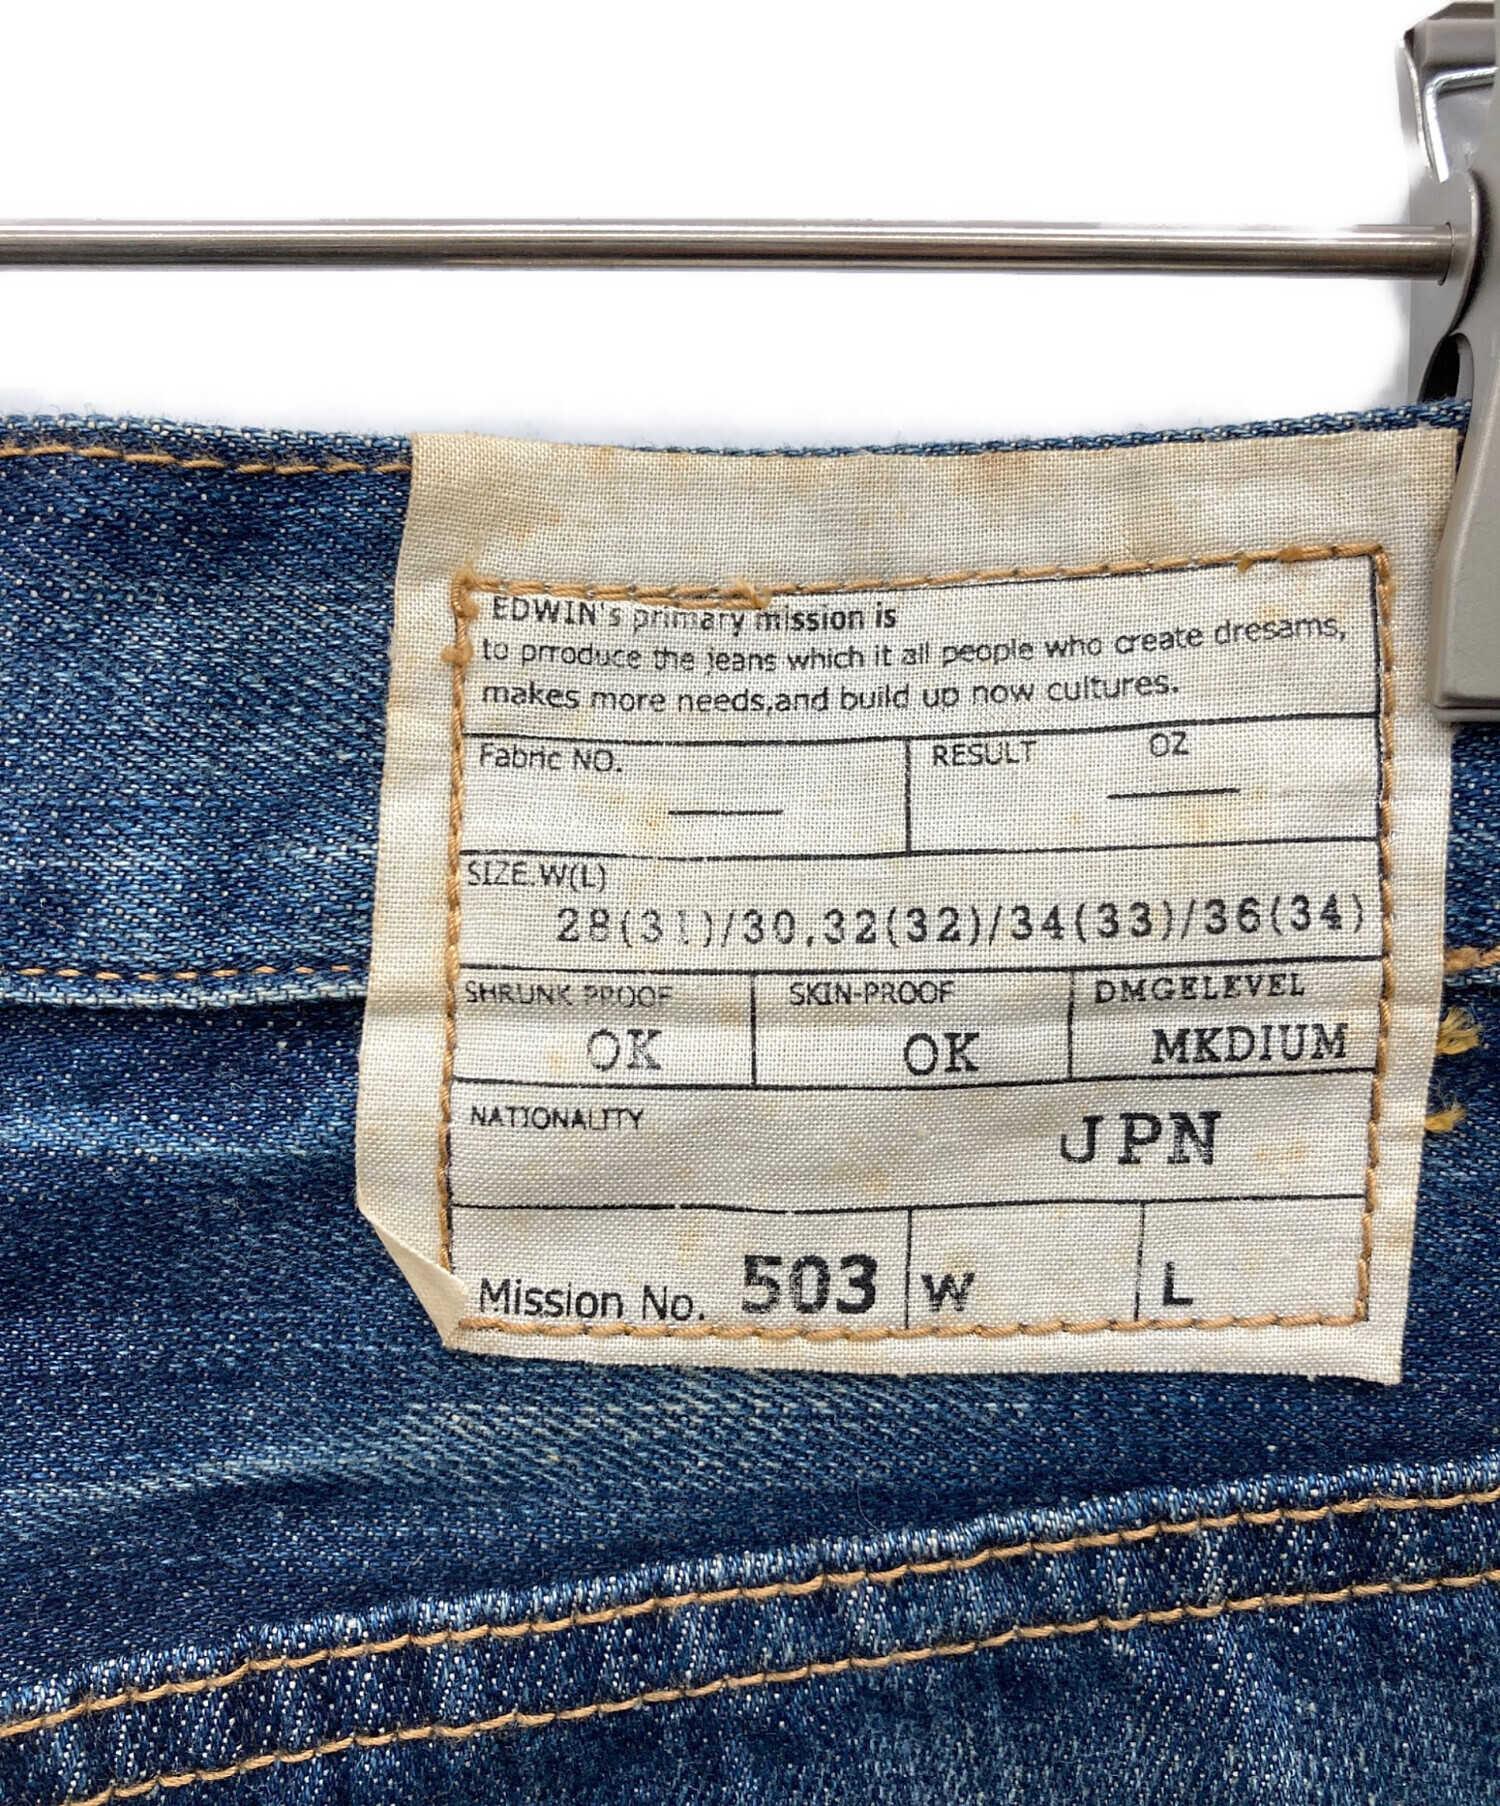 EDWIN's primary mission is
to prroduce the jeans which it all people who create dresams,
makes more needs,and build up now cultures.
Fabric NO. RESULT OZ
SIZE.W(L)
28(31)/30,32(32)/34(33)/36(34)
SHRUNK PROOF SKIN-PROOF DMGELEVEL
OK OK MKDIUM
NATIONALITY JPN
Mission No. 503 W L